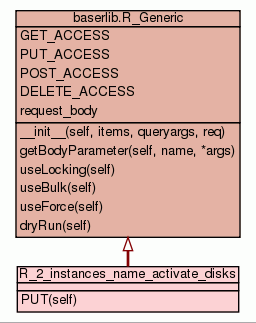 baserlib.R_Generic
GET_ACCESS
PUT_ACCESS
POST_ACCESS
DELETE_ACCESS
request_body
__init__(self, items, queryargs, req)
getBodyParameter(self, name, *args)
useLocking(self)
useBulk(self)
useForce(self)
dryRun(self)
R_2_instances_name_activate_disks
PUT(self)